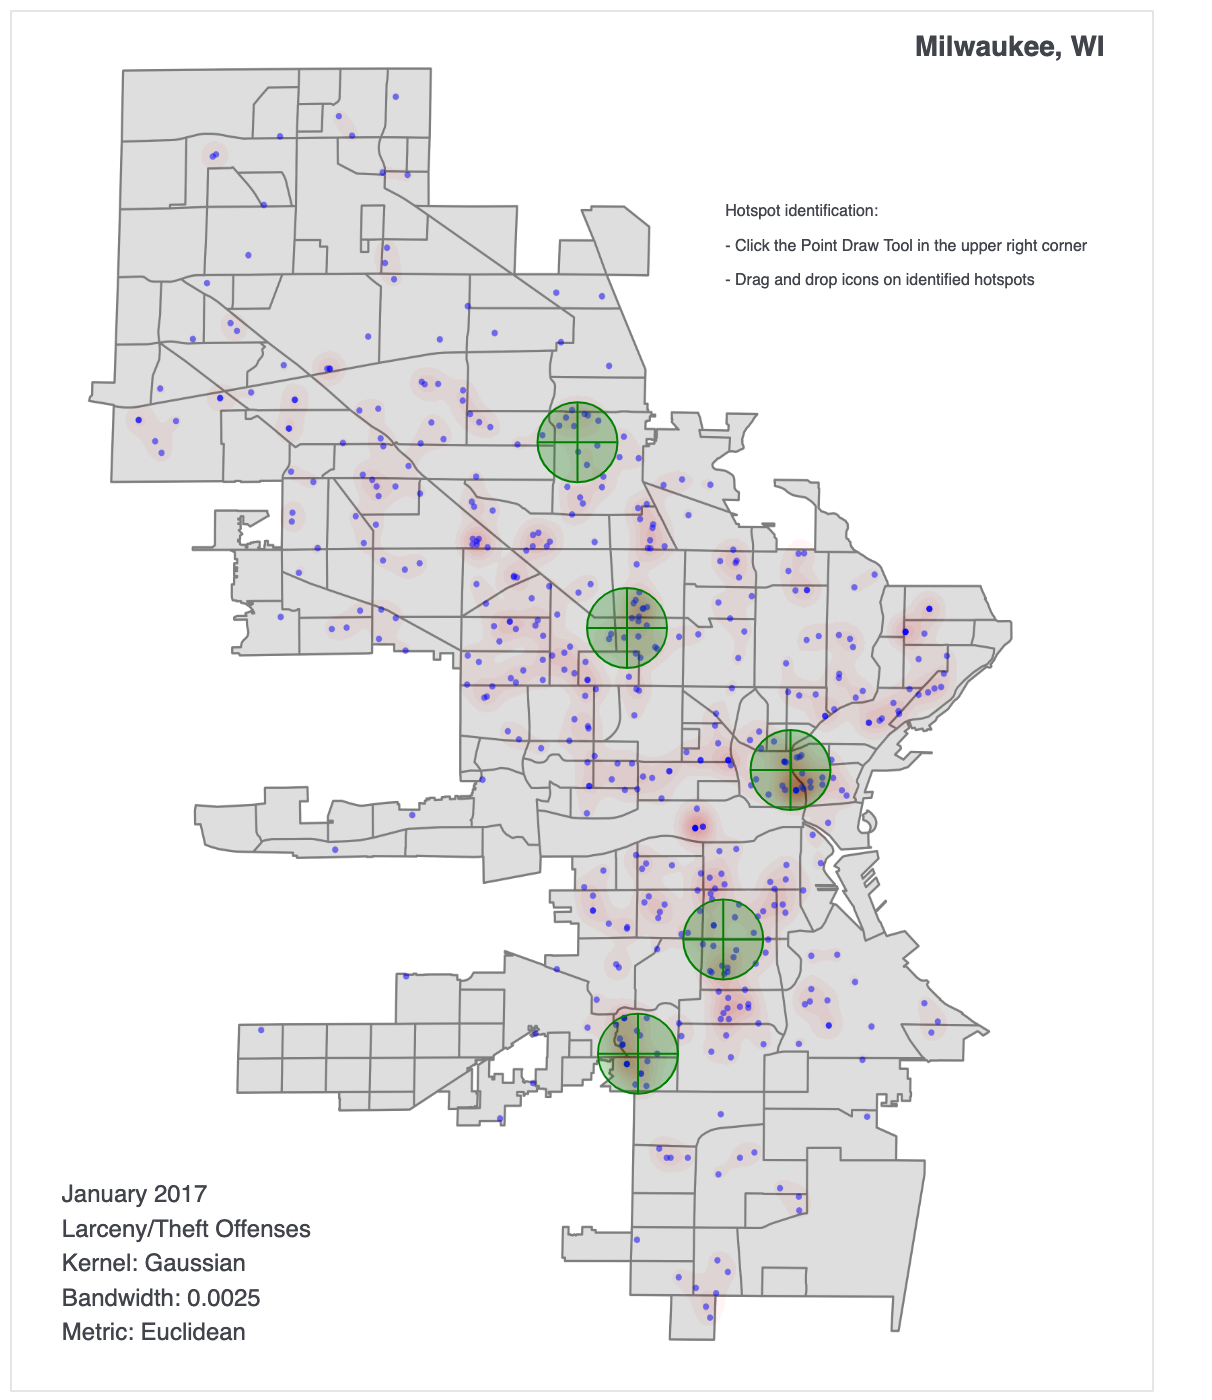 Milwaukee, WI
Hotspot identification:
- Click the Point Draw Tool in the upper right corner
- Drag and drop icons on identified hotspots
January 2017
Larceny/Theft Offenses
Kernel: Gaussian
Bandwidth: 0.0025
Metric: Euclidean